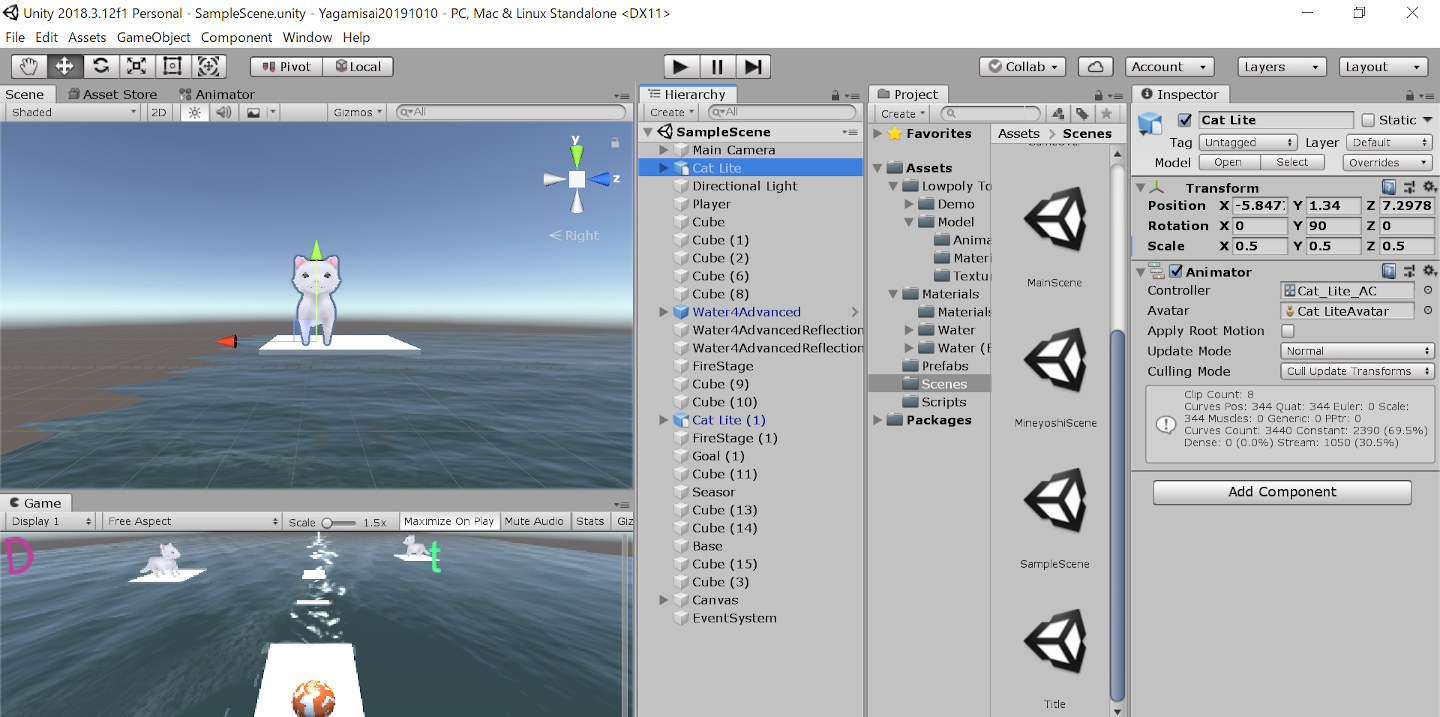 Unity 2018.3.12f1 Personal - SampleScene.unity - Yagamisai20191010 - PC, Mac & Linux Standalone <DX11>
File Edit Assets GameObject Component Window Help
Pivot Local Collab Account Layers Layout
Scene Asset Store Animator
Shaded 2D Gizmos All
y
z
Right
Game
Display 1 Free Aspect Scale 1.5x Maximize On Play Mute Audio Stats Giz
D
t
Hierarchy
Create All
SampleScene
Main Camera
Cat Lite
Directional Light
Player
Cube
Cube (1)
Cube (2)
Cube (6)
Cube (8)
Water4Advanced
Water4AdvancedReflection
Water4AdvancedReflection
FireStage
Cube (9)
Cube (10)
Cat Lite (1)
FireStage (1)
Goal (1)
Cube (11)
Seasor
Cube (13)
Cube (14)
Base
Cube (15)
Cube (3)
Canvas
EventSystem
Project
Create
Favorites
Assets
Lowpoly To
Demo
Model
Anima
Materi
Textu
Materials
Materials
Water
Water (
Prefabs
Scenes
Scripts
Packages
Assets > Scenes
MainScene
MineyoshiScene
SampleScene
Title
Inspector
Cat Lite Static
Tag Untagged Layer Default
Model Open Select Overrides
Transform
Position X -5.847 Y 1.34 Z 7.2978
Rotation X 0 Y 90 Z 0
Scale X 0.5 Y 0.5 Z 0.5
Animator
Controller Cat_Lite_AC
Avatar Cat LiteAvatar
Apply Root Motion
Update Mode Normal
Culling Mode Cull Update Transforms
Clip Count: 8
Curves Pos: 344 Quat: 344 Euler: 0 Scale:
344 Muscles: 0 Generic: 0 PPtr: 0
Curves Count: 3440 Constant: 2390 (69.5%)
Dense: 0 (0.0%) Stream: 1050 (30.5%)
Add Component